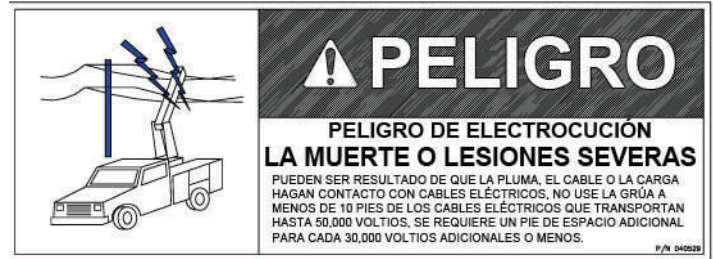 PELIGRO
PELIGRO DE ELECTROCUCIÓN
LA MUERTE O LESIONES SEVERAS
PUEDEN SER RESULTADO DE QUE LA PLUMA, EL CABLE O LA CARGA
HAGAN CONTACTO CON CABLES ELÉCTRICOS, NO USE LA GRÚA A
MENOS DE 10 PIES DE LOS CABLES ELÉCTRICOS QUE TRANSPORTAN
HASTA 50,000 VOLTIOS, SE REQUIERE UN PIE DE ESPACIO ADICIONAL
PARA CADA 30,000 VOLTIOS ADICIONALES O MENOS.
P/N 040529